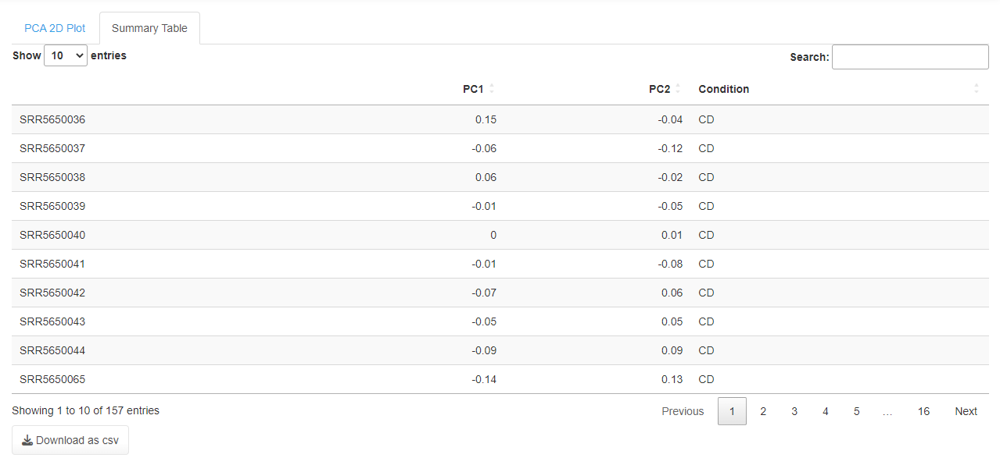 PCA 2D Plot Summary Table
Show 10 entries Search:
PC1 PC2 Condition
SRR5650036 0.15 -0.04 CD
SRR5650037 -0.06 -0.12 CD
SRR5650038 0.06 -0.02 CD
SRR5650039 -0.01 -0.05 CD
SRR5650040 0 0.01 CD
SRR5650041 -0.01 -0.08 CD
SRR5650042 -0.07 0.06 CD
SRR5650043 -0.05 0.05 CD
SRR5650044 -0.09 0.09 CD
SRR5650065 -0.14 0.13 CD
Showing 1 to 10 of 157 entries Previous 1 2 3 4 5 … 16 Next
Download as csv